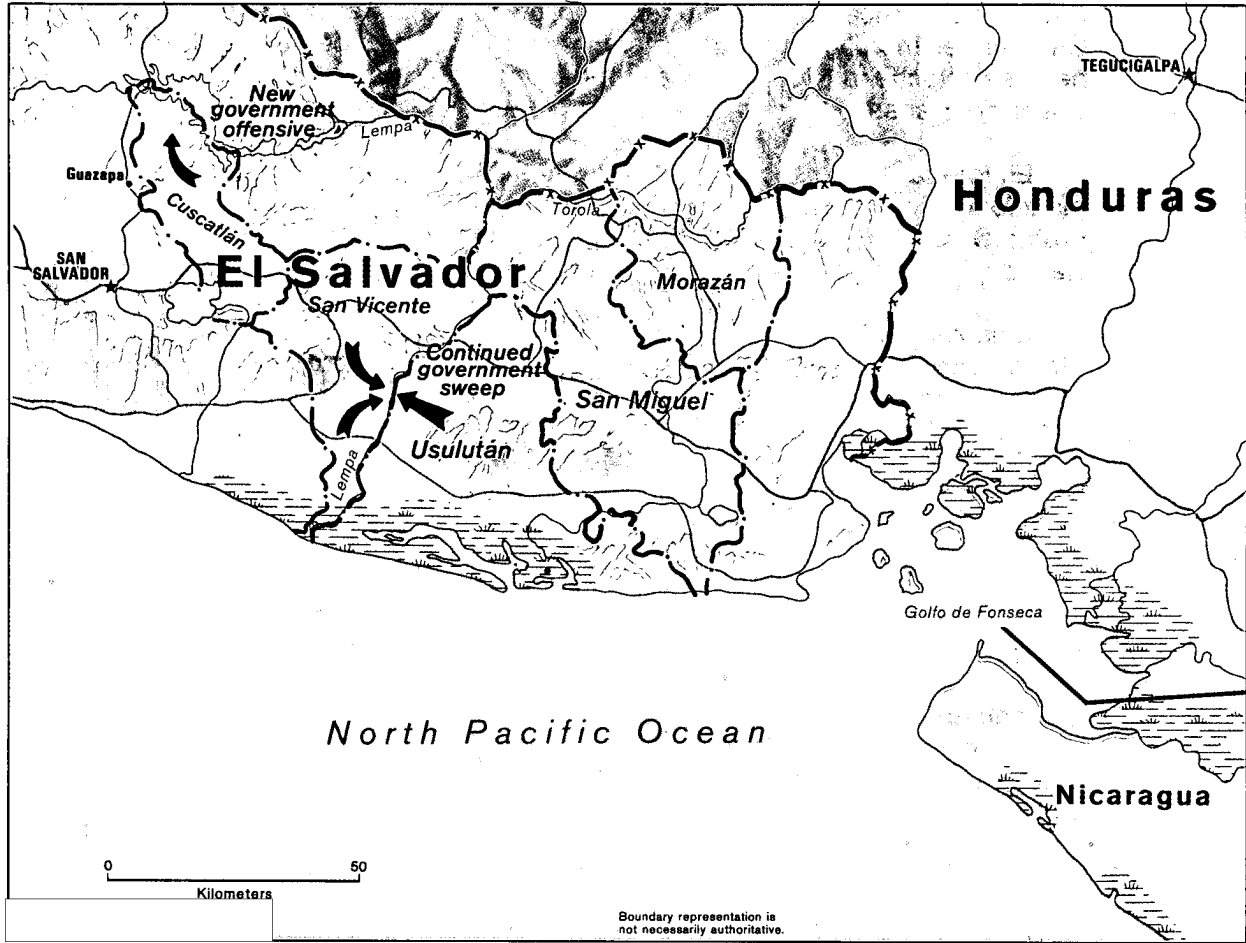 TEGUCIGALPA
New
government
offensive
Lempa
Guazapa
Cuscatlán
Torola
Honduras
SAN
SALVADOR
El Salvador
San Vicente
Morazán
Continued
government
sweep
San Miguel
Usulután
Lempa
Golfo de Fonseca
North Pacific Ocean
Nicaragua
0 50
Kilometers
Boundary representation is
not necessarily authoritative.